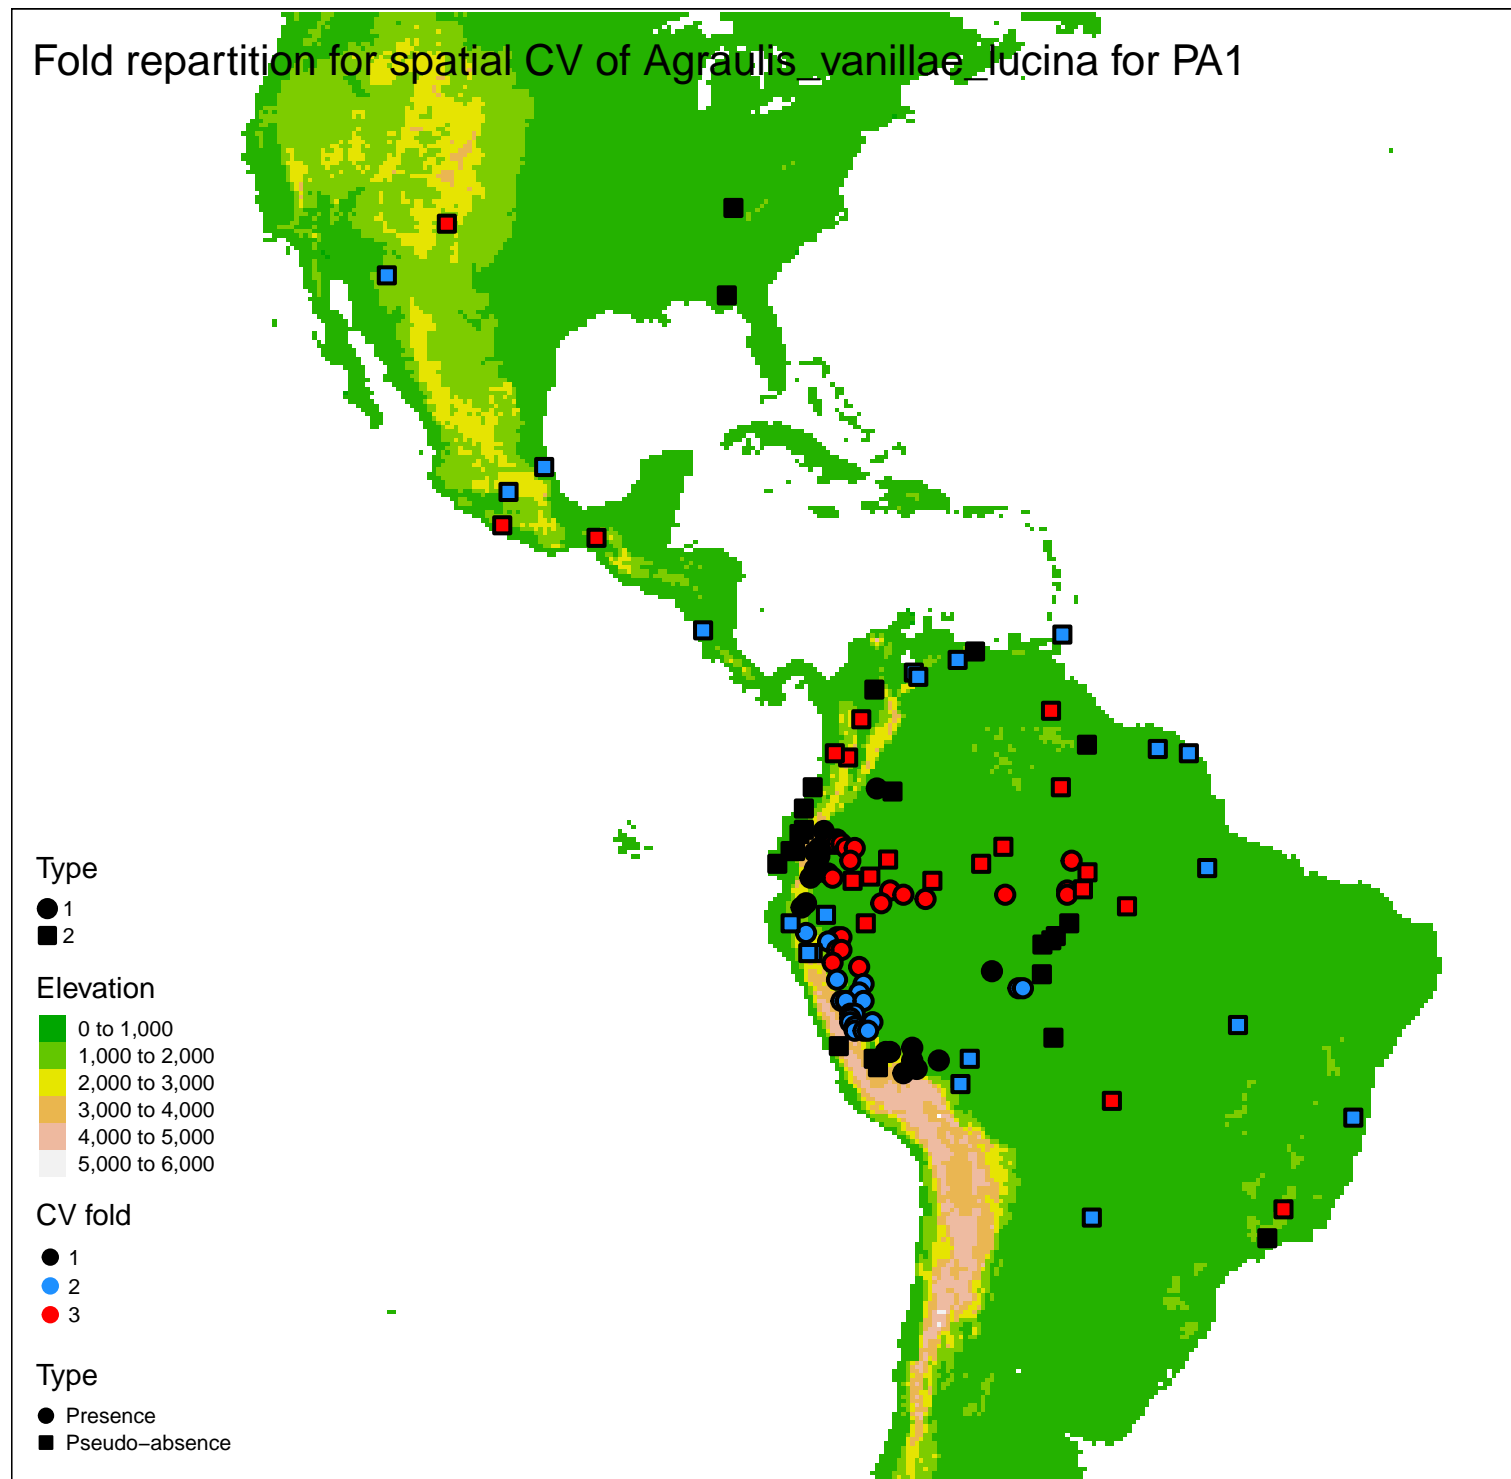 Fold repartition for spatial CV of Agraulis_vanillae_lucina for PA1
Type
1
2
Elevation
0 to 1,000
1,000 to 2,000
2,000 to 3,000
3,000 to 4,000
4,000 to 5,000
5,000 to 6,000
CV fold
1
2
3
Type
Presence
Pseudo−absence